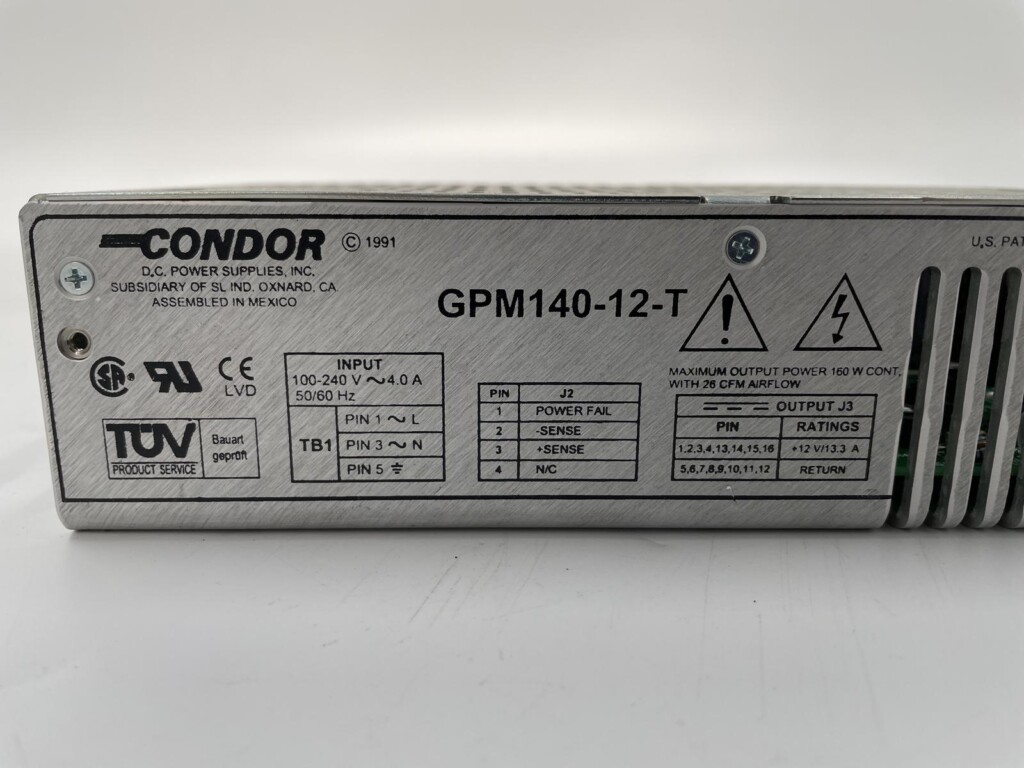 CONDOR © 1991
D.C. POWER SUPPLIES, INC.
SUBSIDIARY OF SL IND. OXNARD, CA
ASSEMBLED IN MEXICO
U.S. PAT
GPM140-12-T
SA ®
RU
CE
LVD
TÜV
PRODUCT SERVICE
Bauart
geprüft
INPUT
100-240 V ~ 4.0 A
50/60 Hz
TB1
PIN 1 ~ L
PIN 3 ~ N
PIN 5 ⏚
PIN J2
1 POWER FAIL
2 -SENSE
3 +SENSE
4 N/C
MAXIMUM OUTPUT POWER 160 W CONT.
WITH 26 CFM AIRFLOW
OUTPUT J3
PIN RATINGS
1,2,3,4,13,14,15,16 +12 V/13.3 A
5,6,7,8,9,10,11,12 RETURN